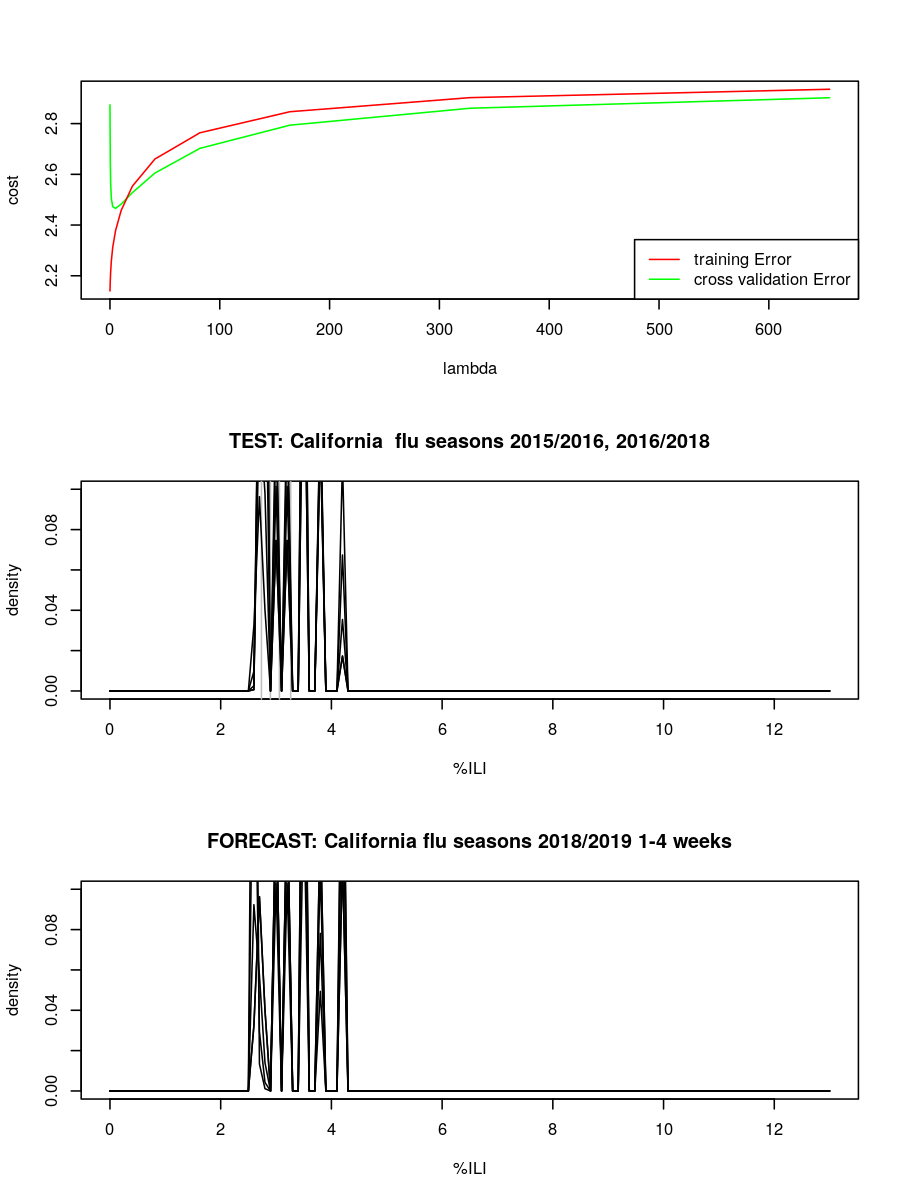 2.8
2.6
2.4
2.2
cost
training Error
cross validation Error
0 100 200 300 400 500 600
lambda
TEST: California  flu seasons 2015/2016, 2016/2018
0.08
0.04
0.00
density
0 2 4 6 8 10 12
%ILI
FORECAST: California flu seasons 2018/2019 1-4 weeks
0.08
0.04
0.00
density
0 2 4 6 8 10 12
%ILI